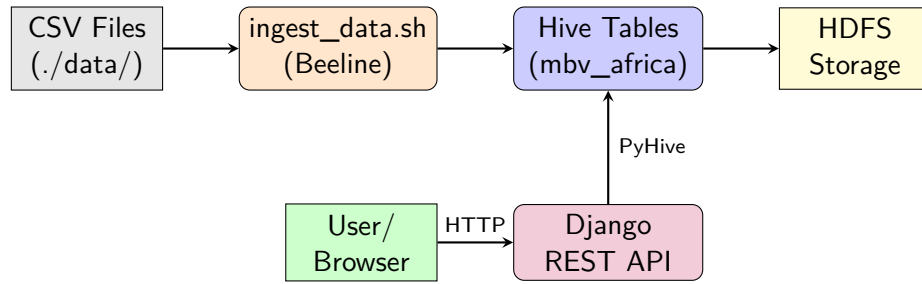 CSV Files
(./data/)
ingest_data.sh
(Beeline)
Hive Tables
(mbv_africa)
HDFS
Storage
PyHive
User/
Browser
HTTP
Django
REST API